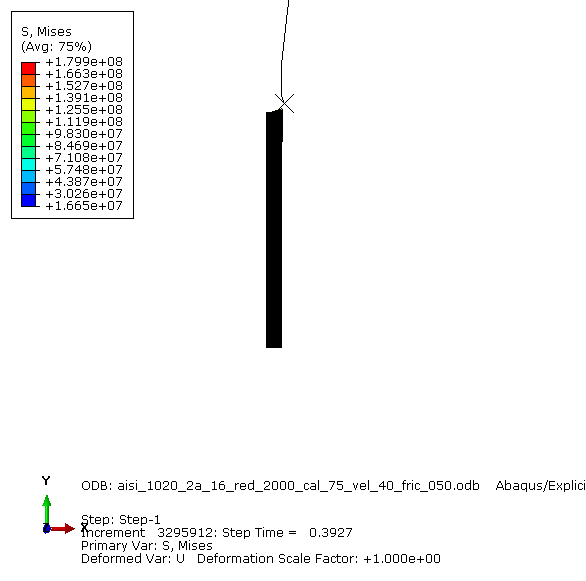 S, Mises
(Avg: 75%)
+1.799e+08
+1.663e+08
+1.527e+08
+1.391e+08
+1.255e+08
+1.119e+08
+9.830e+07
+8.469e+07
+7.108e+07
+5.748e+07
+4.387e+07
+3.026e+07
+1.665e+07
Y
ODB: aisi_1020_2a_16_red_2000_cal_75_vel_40_fric_050.odb Abaqus/Explici
Step: Step-1
X
Increment 3295912: Step Time = 0.3927
Primary Var: S, Mises
Deformed Var: U Deformation Scale Factor: +1.000e+00